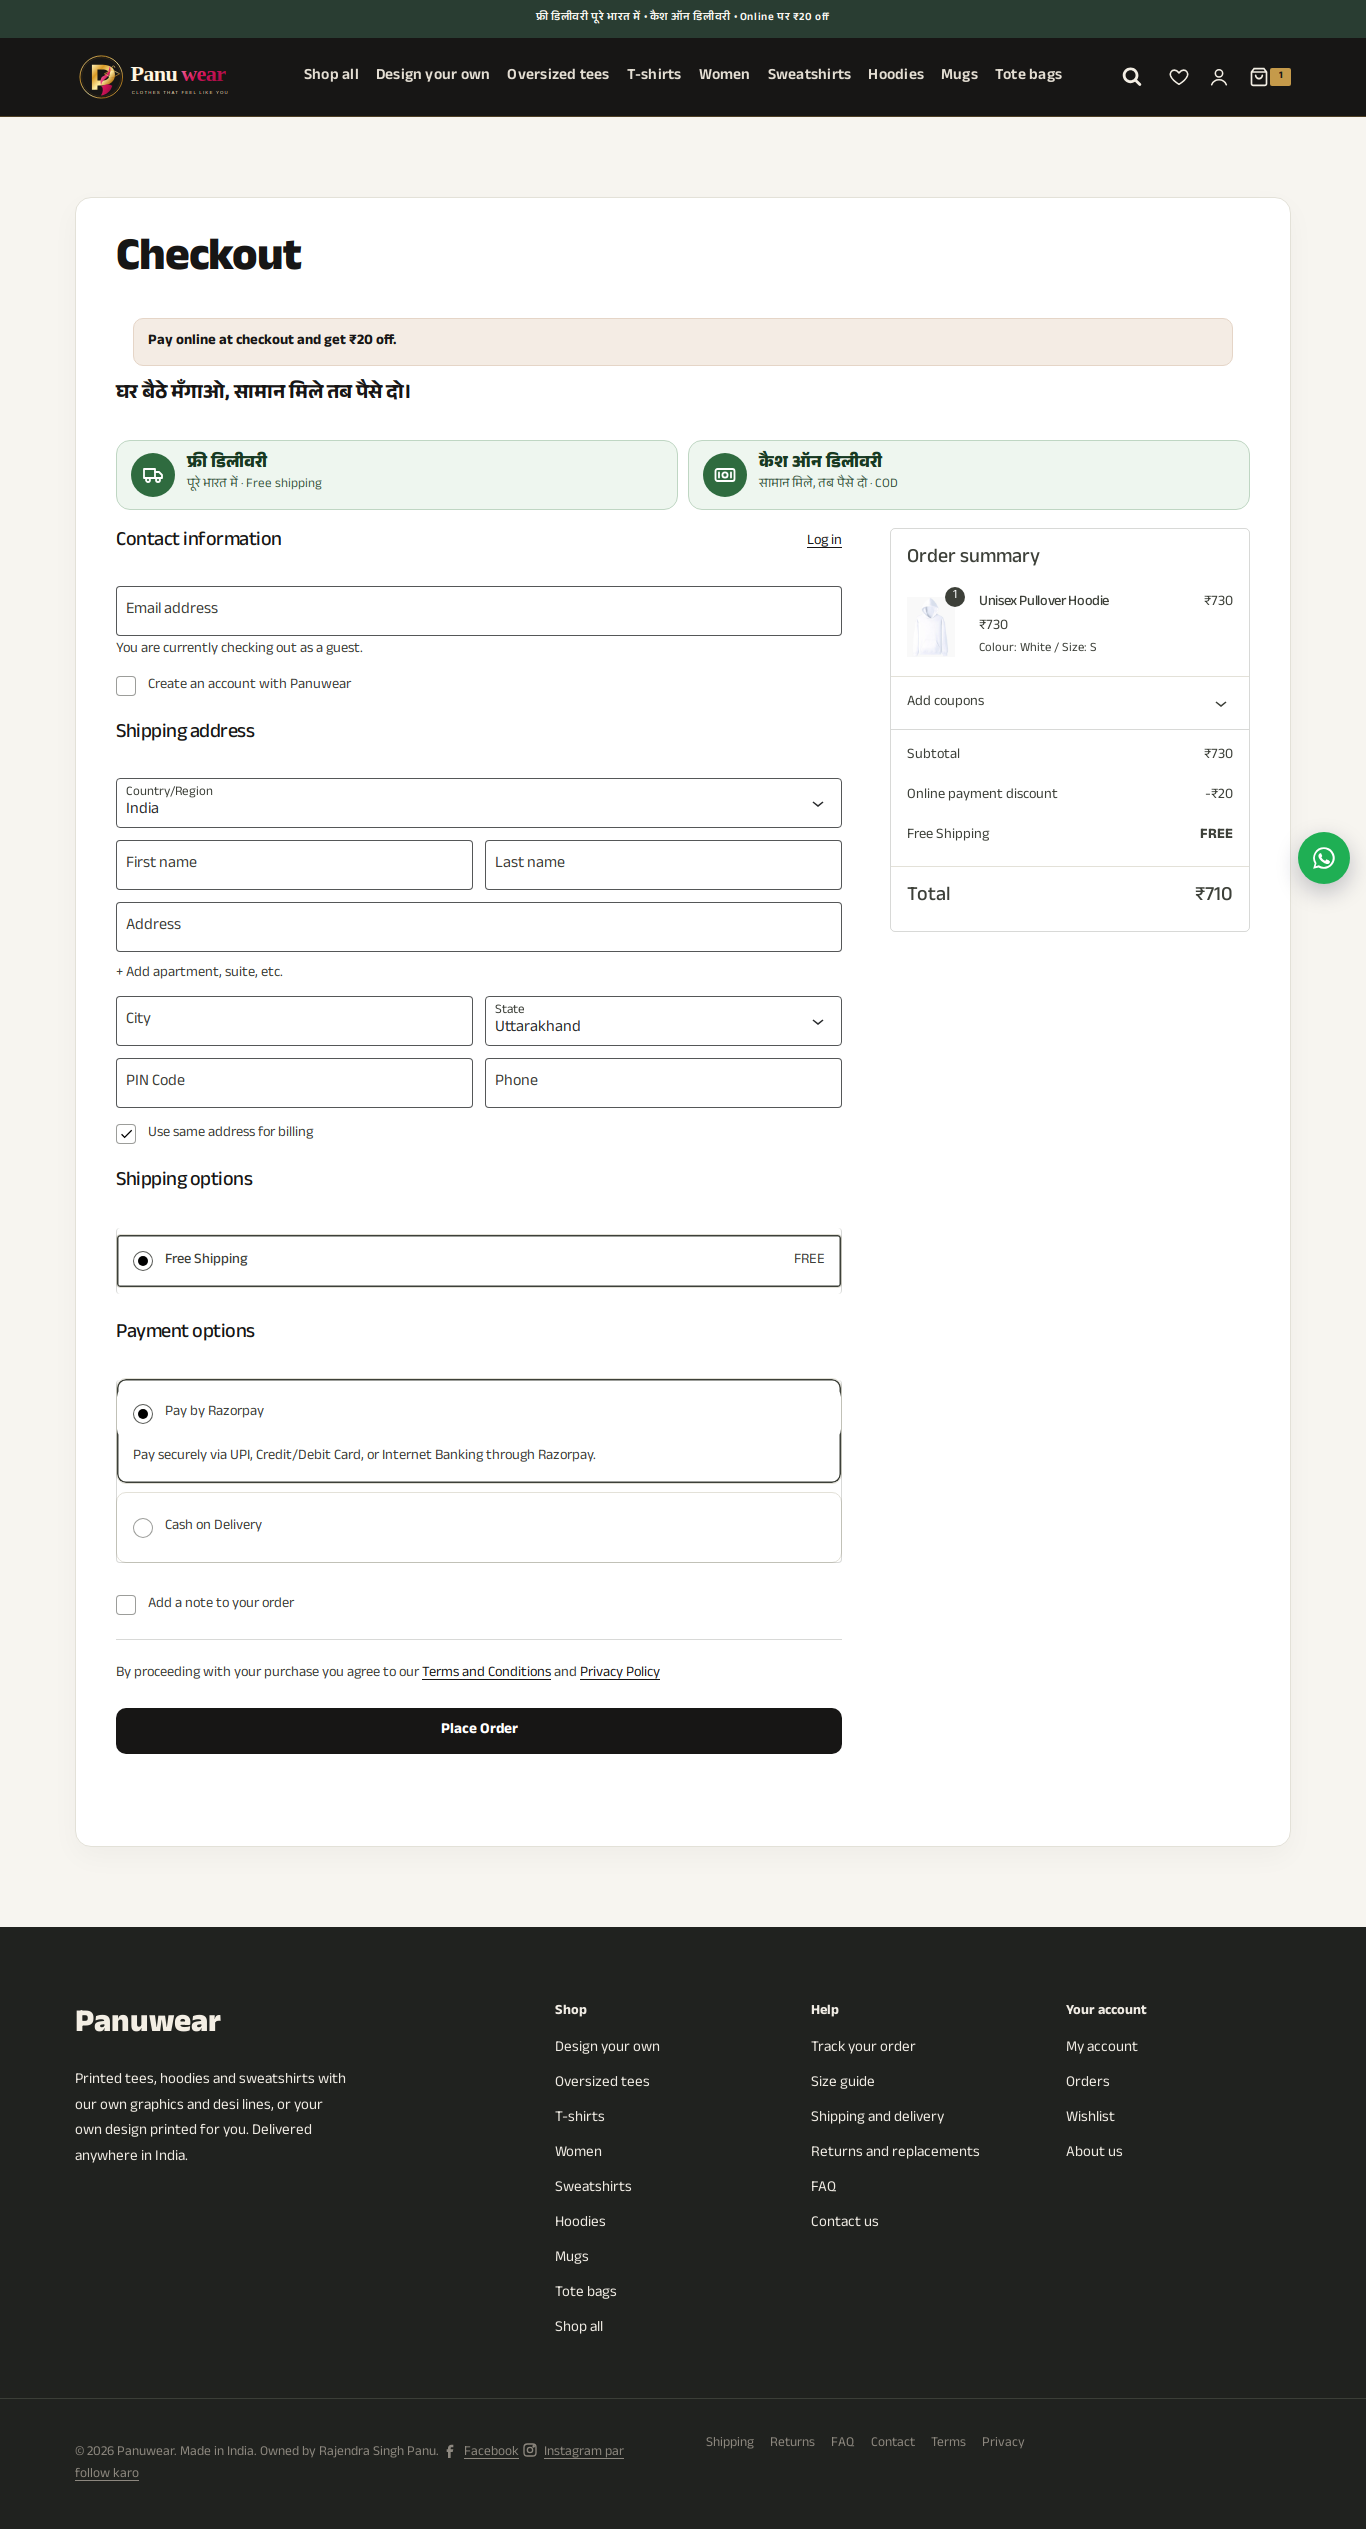 फ्री डिलीवरी पूरे भारत में • कैश ऑन डिलीवरी • Online पर ₹20 off
Panu wear
CLOTHES THAT FEEL LIKE YOU
Shop all Design your own Oversized tees T-shirts Women Sweatshirts Hoodies Mugs Tote bags
1
Checkout
Pay online at checkout and get ₹20 off.
घर बैठे मँगाओ, सामान मिले तब पैसे दो।
फ्री डिलीवरी
पूरे भारत में · Free shipping
कैश ऑन डिलीवरी
सामान मिले, तब पैसे दो · COD
Contact information
Log in
Email address
You are currently checking out as a guest.
Create an account with Panuwear
Shipping address
Country/Region
India
First name
Last name
Address
+ Add apartment, suite, etc.
City
State
Uttarakhand
PIN Code
Phone
Use same address for billing
Shipping options
Free Shipping FREE
Payment options
Pay by Razorpay
Pay securely via UPI, Credit/Debit Card, or Internet Banking through Razorpay.
Cash on Delivery
Add a note to your order
By proceeding with your purchase you agree to our Terms and Conditions and Privacy Policy
Place Order
Order summary
1
Unisex Pullover Hoodie ₹730
₹730
Colour: White / Size: S
Add coupons
Subtotal ₹730
Online payment discount -₹20
Free Shipping FREE
Total ₹710
Panuwear
Printed tees, hoodies and sweatshirts with
our own graphics and desi lines, or your
own design printed for you. Delivered
anywhere in India.
Shop
Design your own
Oversized tees
T-shirts
Women
Sweatshirts
Hoodies
Mugs
Tote bags
Shop all
Help
Track your order
Size guide
Shipping and delivery
Returns and replacements
FAQ
Contact us
Your account
My account
Orders
Wishlist
About us
© 2026 Panuwear. Made in India. Owned by Rajendra Singh Panu. Facebook Instagram par
follow karo
Shipping Returns FAQ Contact Terms Privacy